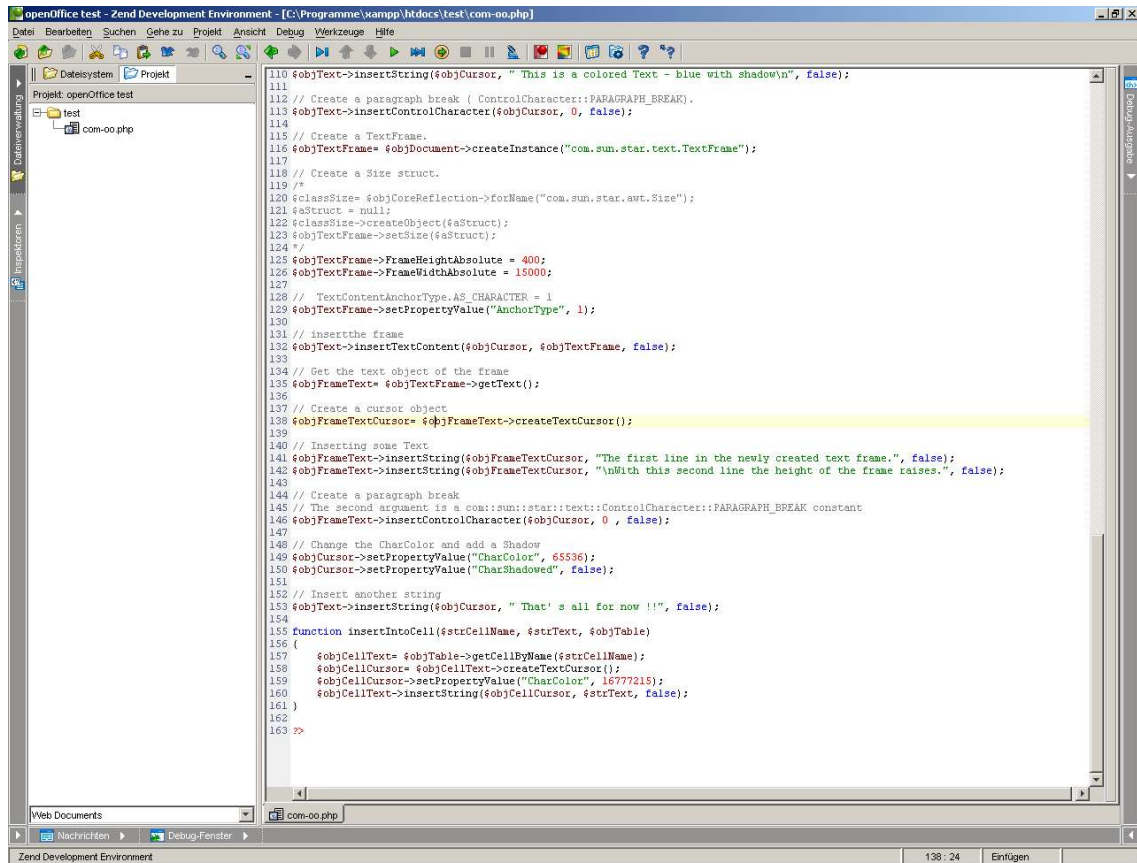 openOffice test - Zend Development Environment - [C:\Programme\xampp\htdocs\test\com-oo.php]
Datei Bearbeiten Suchen Gehe zu Projekt Ansicht Debug Werkzeuge Hilfe
Dateisystem Projekt
Projekt: openOffice test
test
com-oo.php
Dateiverwaltung
Inspektoren
110 $objText->insertString($objCursor, " This is a colored Text - blue with shadow\n", false);
111
112 // Create a paragraph break ( ControlCharacter::PARAGRAPH_BREAK).
113 $objText->insertControlCharacter($objCursor, 0, false);
114
115 // Create a TextFrame.
116 $objTextFrame= $objDocument->createInstance("com.sun.star.text.TextFrame");
117
118 // Create a Size struct.
119 /*
120 $classSize= $objCoreReflection->forName("com.sun.star.awt.Size");
121 $aStruct = null;
122 $classSize->createObject($aStruct);
123 $objTextFrame->setSize($aStruct);
124 */
125 $objTextFrame->FrameHeightAbsolute = 400;
126 $objTextFrame->FrameWidthAbsolute = 15000;
127
128 //  TextContentAnchorType.AS_CHARACTER = 1
129 $objTextFrame->setPropertyValue("AnchorType", 1);
130
131 // insertthe frame
132 $objText->insertTextContent($objCursor, $objTextFrame, false);
133
134 // Get the text object of the frame
135 $objFrameText= $objTextFrame->getText();
136
137 // Create a cursor object
138 $objFrameTextCursor= $objFrameText->createTextCursor();
139
140 // Inserting some Text
141 $objFrameText->insertString($objFrameTextCursor, "The first line in the newly created text frame.", false);
142 $objFrameText->insertString($objFrameTextCursor, "\nWith this second line the height of the frame raises.", false);
143
144 // Create a paragraph break
145 // The second argument is a com::sun::star::text::ControlCharacter::PARAGRAPH_BREAK constant
146 $objFrameText->insertControlCharacter($objCursor, 0 , false);
147
148 // Change the CharColor and add a Shadow
149 $objCursor->setPropertyValue("CharColor", 65536);
150 $objCursor->setPropertyValue("CharShadowed", false);
151
152 // Insert another string
153 $objText->insertString($objCursor, " That' s all for now !!", false);
154
155 function insertIntoCell($strCellName, $strText, $objTable)
156 {
157     $objCellText= $objTable->getCellByName($strCellName);
158     $objCellCursor= $objCellText->createTextCursor();
159     $objCellCursor->setPropertyValue("CharColor", 16777215);
160     $objCellText->insertString($objCellCursor, $strText, false);
161 }
162
163 ?>
Debug-Ausgabe
Web Documents
com-oo.php
Nachrichten Debug-Fenster
Zend Development Environment 138 : 24 Einfügen